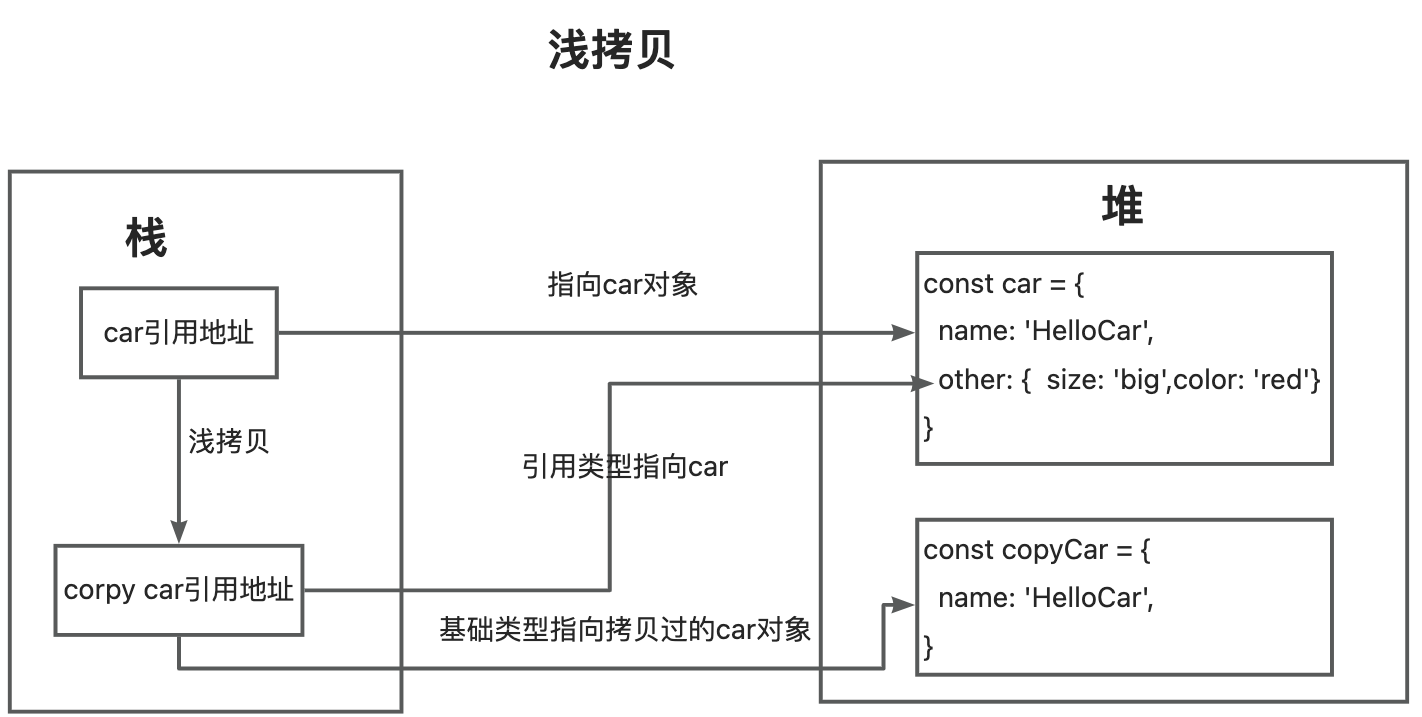 浅拷贝
栈
堆
car引用地址
指向car对象
const car = {
name: 'HelloCar',
other: {  size: 'big',color: 'red'}
}
浅拷贝
引用类型指向car
corpy car引用地址
基础类型指向拷贝过的car对象
const copyCar = {
name: 'HelloCar',
}